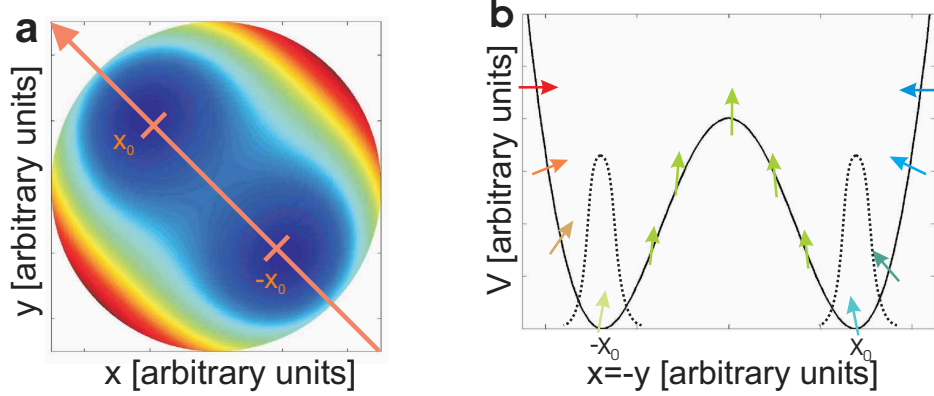 a
y [arbitrary units]
x₀
-x₀
x [arbitrary units]
b
V [arbitrary units]
-x₀
x₀
x=-y [arbitrary units]